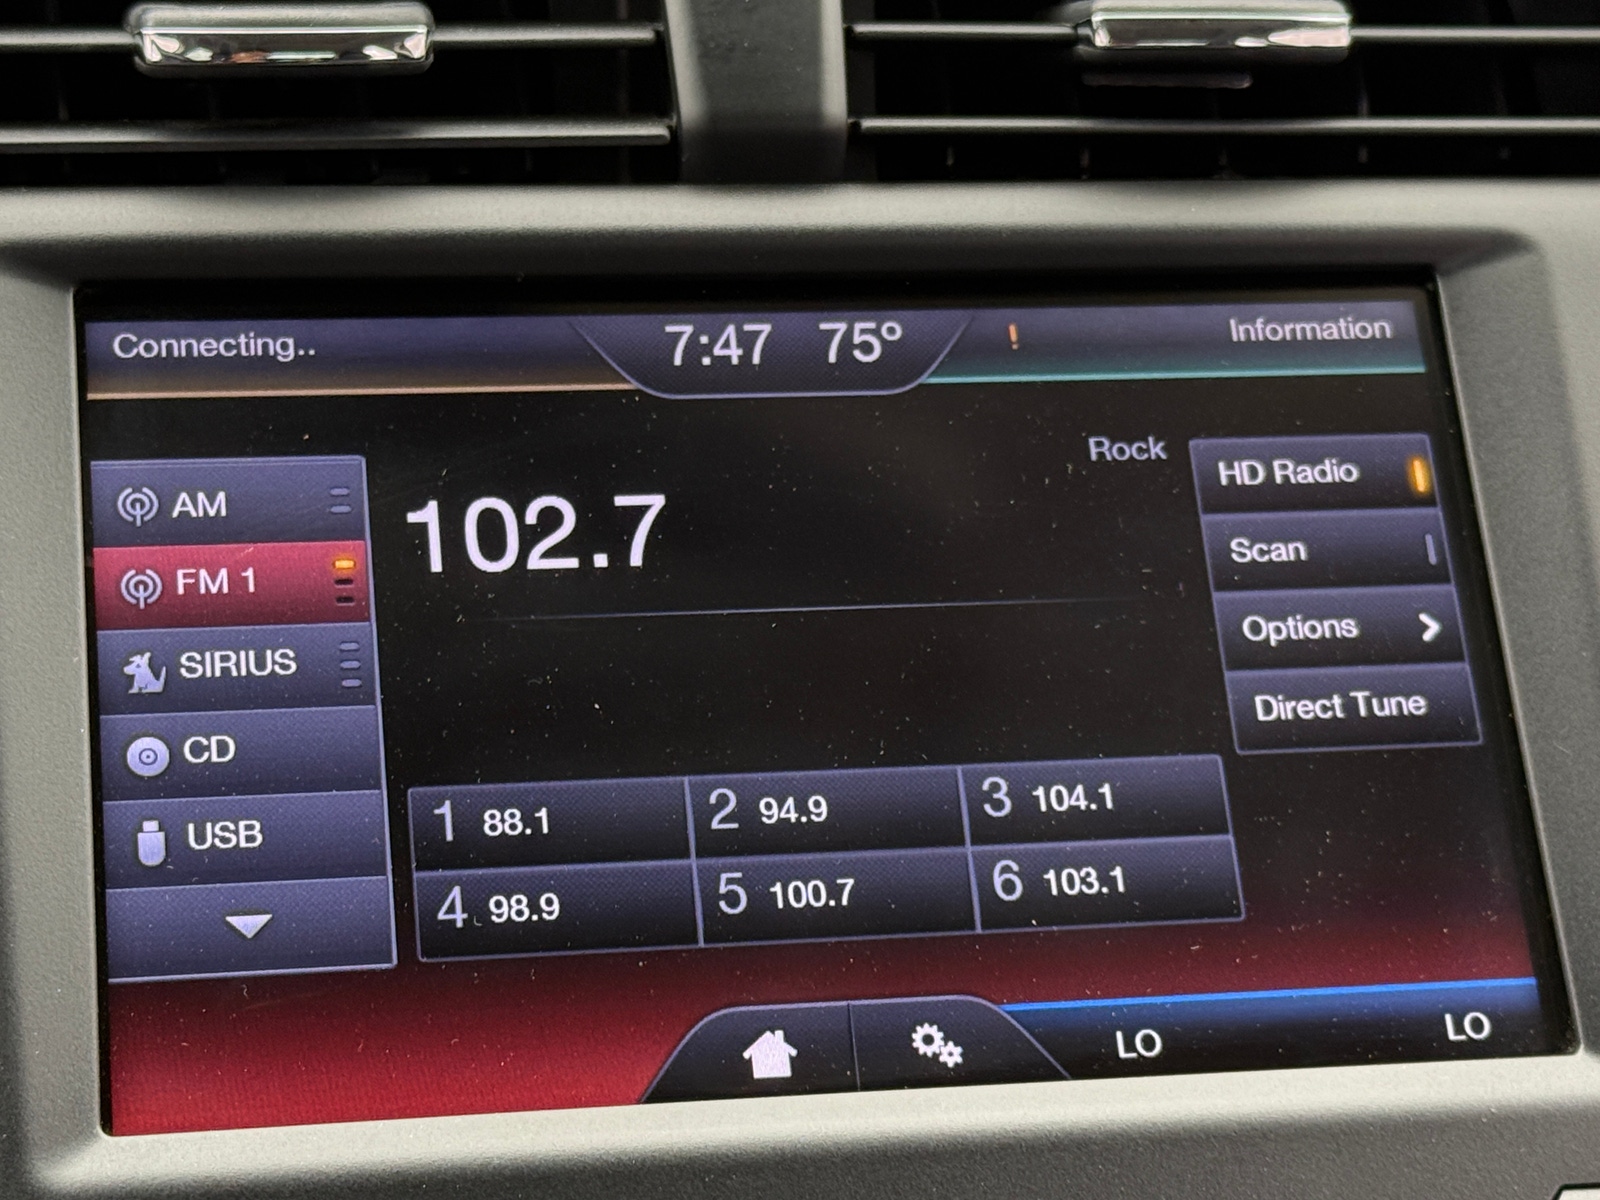 Connecting..
7:47 75°
!
Information
AM
FM 1
SIRIUS
CD
USB
Rock
102.7
HD Radio
Scan
Options
Direct Tune
1 88.1
2 94.9
3 104.1
4 98.9
5 100.7
6 103.1
LO
LO